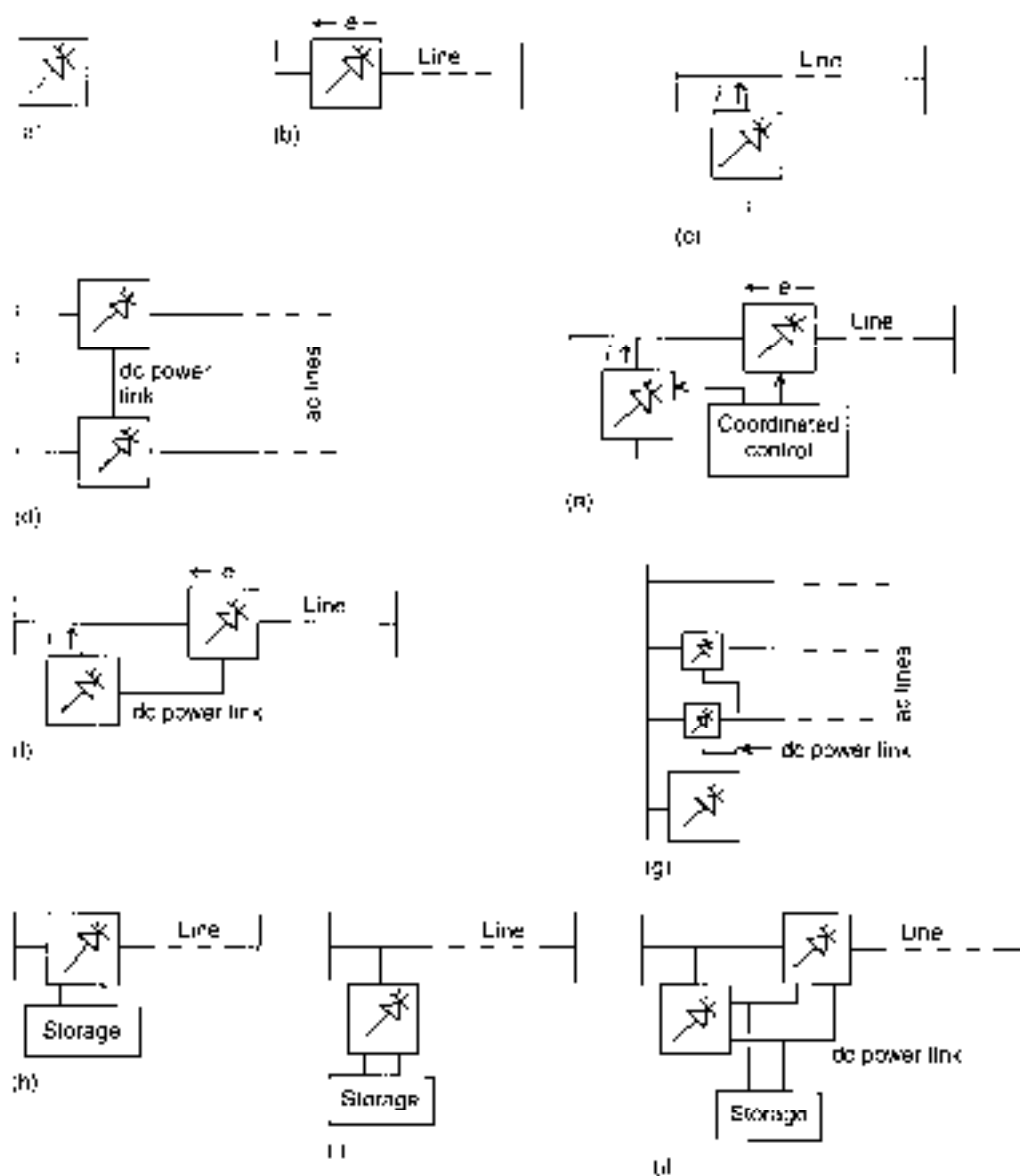 e
Line
(b)
Line
i
(c)
dc power
link
ac lines
(d)
e
Line
i
Coordinated
control
Line
dc power link
ac lines
dc power link
(g)
Line
Storage
(h)
Line
Storage
Line
dc power link
Storage